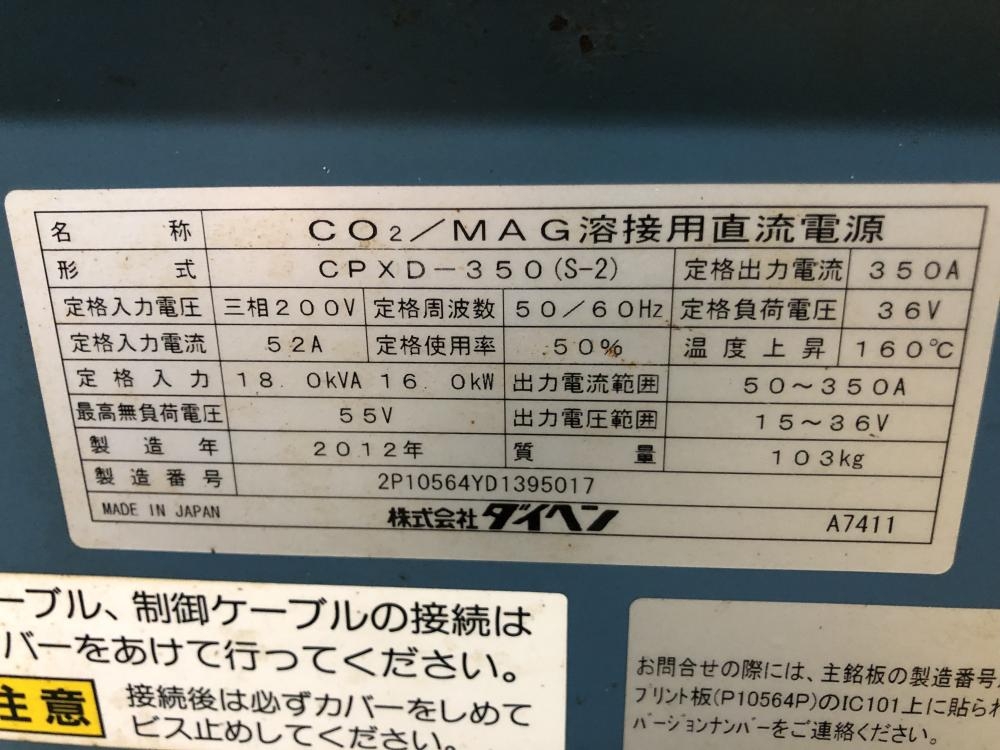 名称 CO₂／MAG溶接用直流電源
形式 CPXD－350(S-2) 定格出力電流 350A
定格入力電圧 三相200V 定格周波数 50／60Hz 定格負荷電圧 36V
定格入力電流 52A 定格使用率 50% 温度上昇 160℃
定格入力 18.0kVA 16.0kW 出力電流範囲 50～350A
最高無負荷電圧 55V 出力電圧範囲 15～36V
製造年 2012年 質量 103kg
製造番号 2P10564YD1395017
MADE IN JAPAN 株式会社ダイヘン A7411
ーブル、制御ケーブルの接続は
バーをあけて行ってください。
注意 接続後は必ずカバーをしめて
ビス止めしてください。
お問合せの際には、主銘板の製造番号
プリント板(P10564P)のIC101上に貼られ
バージョンナンバーをご連絡ください。